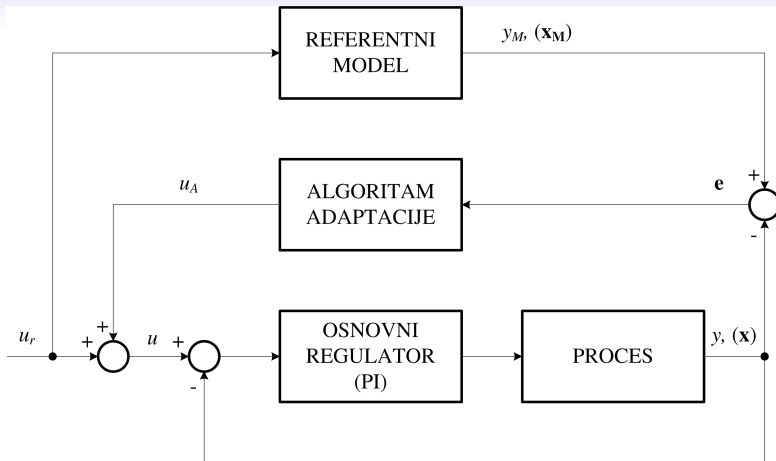 REFERENTNI
MODEL
y_M, (x_M)
u_A
ALGORITAM
ADAPTACIJE
e
+
-
u_r
+
+
u
+
-
OSNOVNI
REGULATOR
(PI)
PROCES
y, (x)